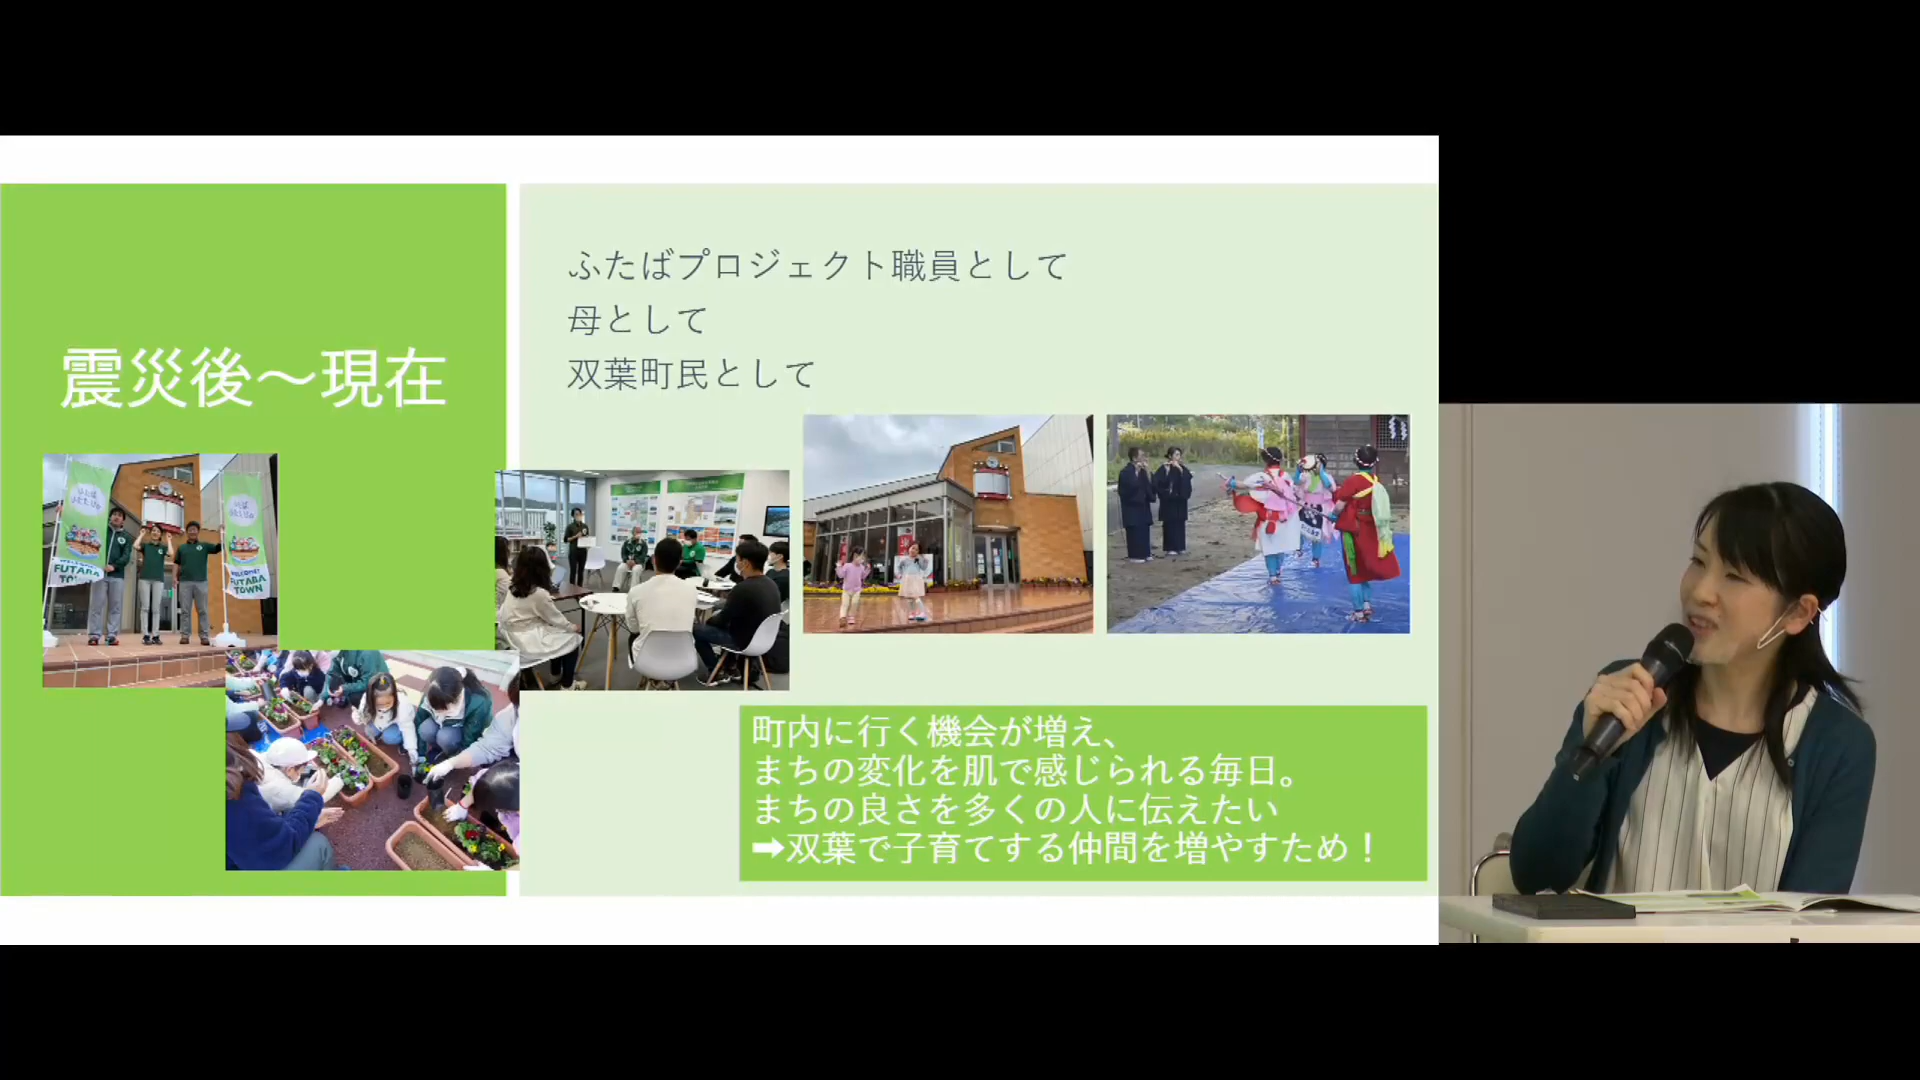 震災後～現在
ふたばプロジェクト職員として
母として
双葉町民として
FUTABA
TOWN
FUTABA
TOWN
町内に行く機会が増え、
まちの変化を肌で感じられる毎日。
まちの良さを多くの人に伝えたい
➡双葉で子育てする仲間を増やすため！